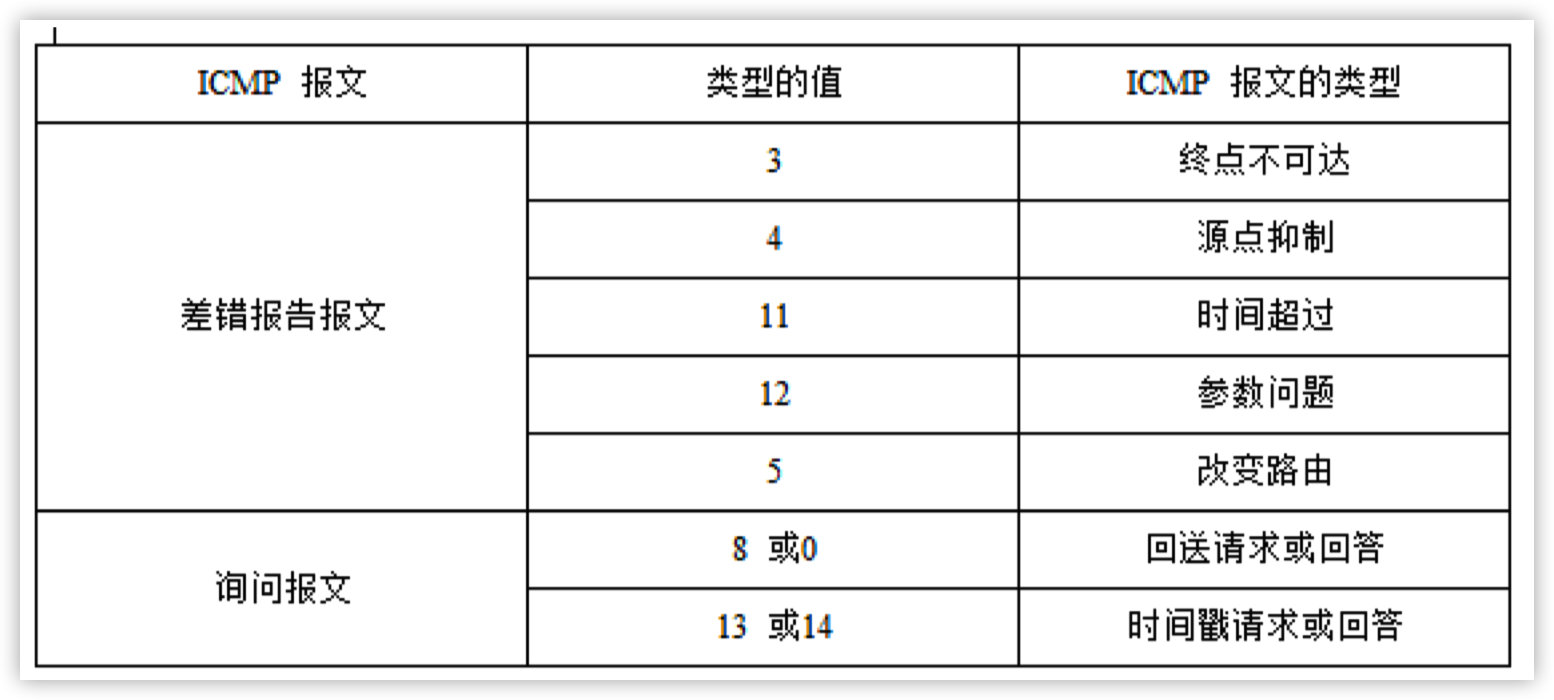 ICMP 报文 类型的值 ICMP 报文的类型
3 终点不可达
4 源点抑制
差错报告报文 11 时间超过
12 参数问题
5 改变路由
8 或0 回送请求或回答
询问报文
13 或14 时间戳请求或回答